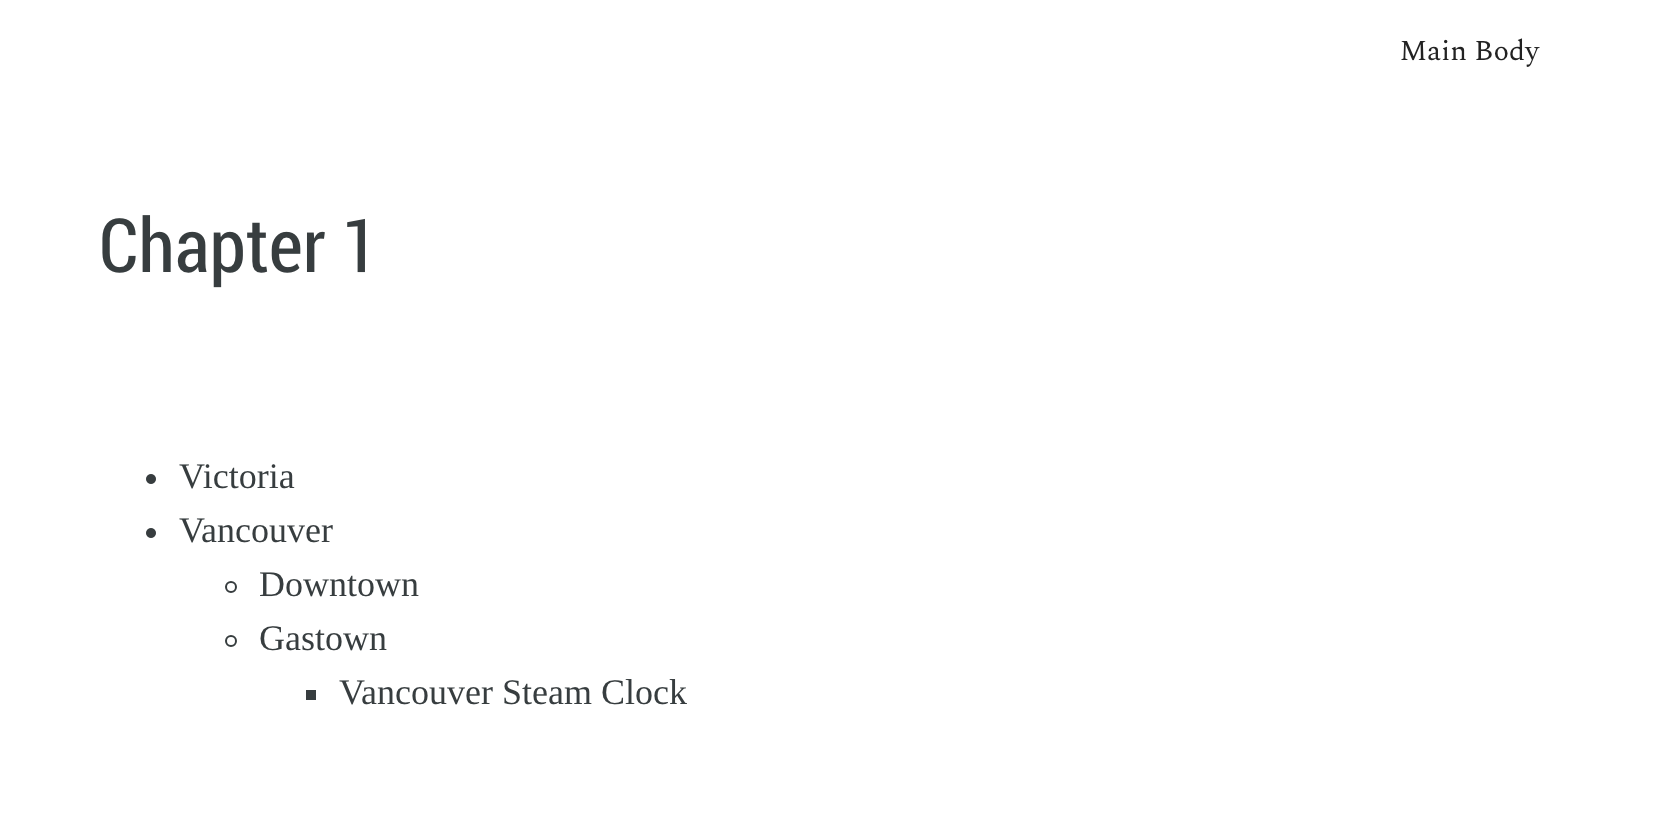 Main Body
Chapter 1
• Victoria
• Vancouver
◦ Downtown
◦ Gastown
▪ Vancouver Steam Clock